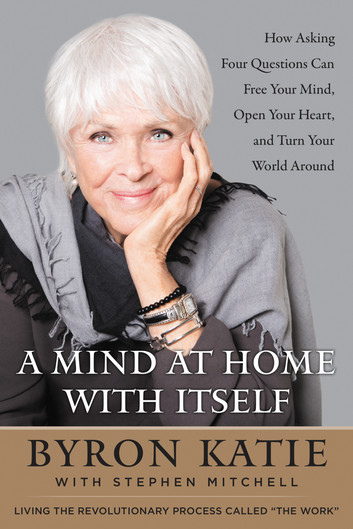 How Asking
Four Questions Can
Free Your Mind,
Open Your Heart,
and Turn Your
World Around
A MIND AT HOME
WITH ITSELF
BYRON KATIE
WITH STEPHEN MITCHELL
LIVING THE REVOLUTIONARY PROCESS CALLED “THE WORK”